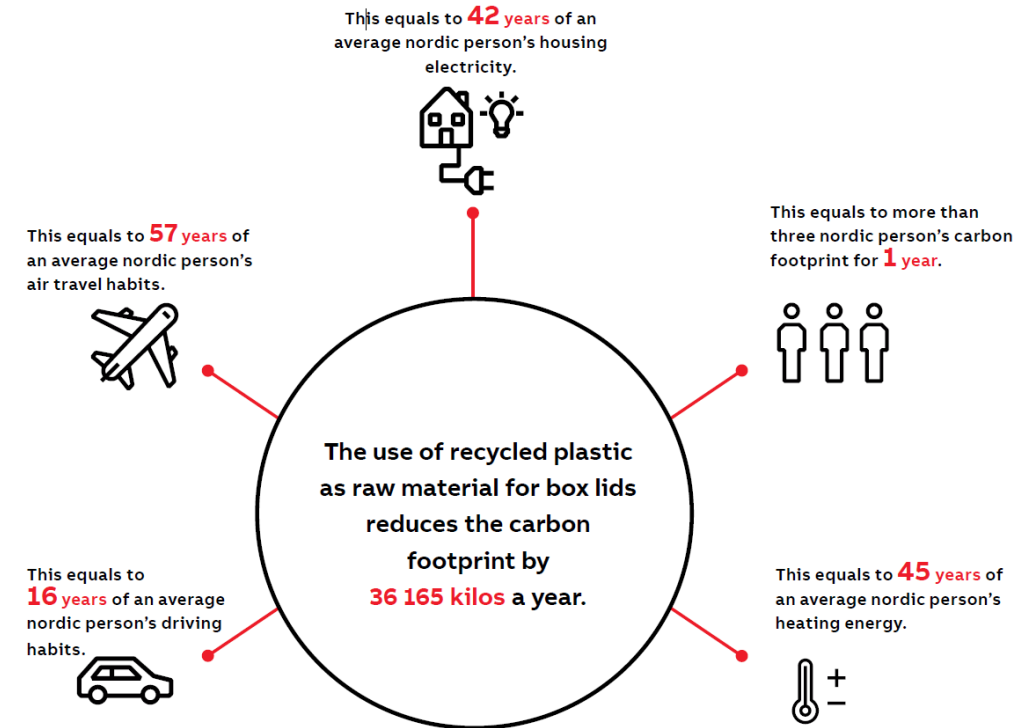 This equals to 42 years of an
average nordic person's housing
electricity.
This equals to 57 years of
an average nordic person's
air travel habits.
This equals to more than
three nordic person's carbon
footprint for 1 year.
The use of recycled plastic
as raw material for box lids
reduces the carbon
footprint by
36 165 kilos a year.
This equals to
16 years of an average
nordic person's driving
habits.
This equals to 45 years of
an average nordic person's
heating energy.